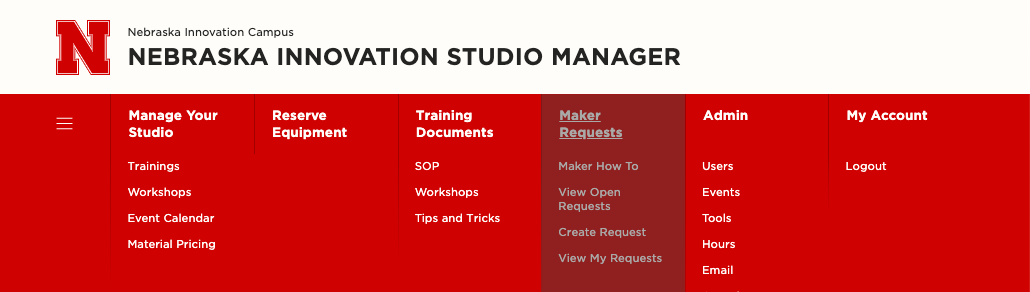 N
Nebraska Innovation Campus
NEBRASKA INNOVATION STUDIO MANAGER
Manage Your
Studio
Trainings
Workshops
Event Calendar
Material Pricing
Reserve
Equipment
Training
Documents
SOP
Workshops
Tips and Tricks
Maker
Requests
Maker How To
View Open
Requests
Create Request
View My Requests
Admin
Users
Events
Tools
Hours
Email
My Account
Logout